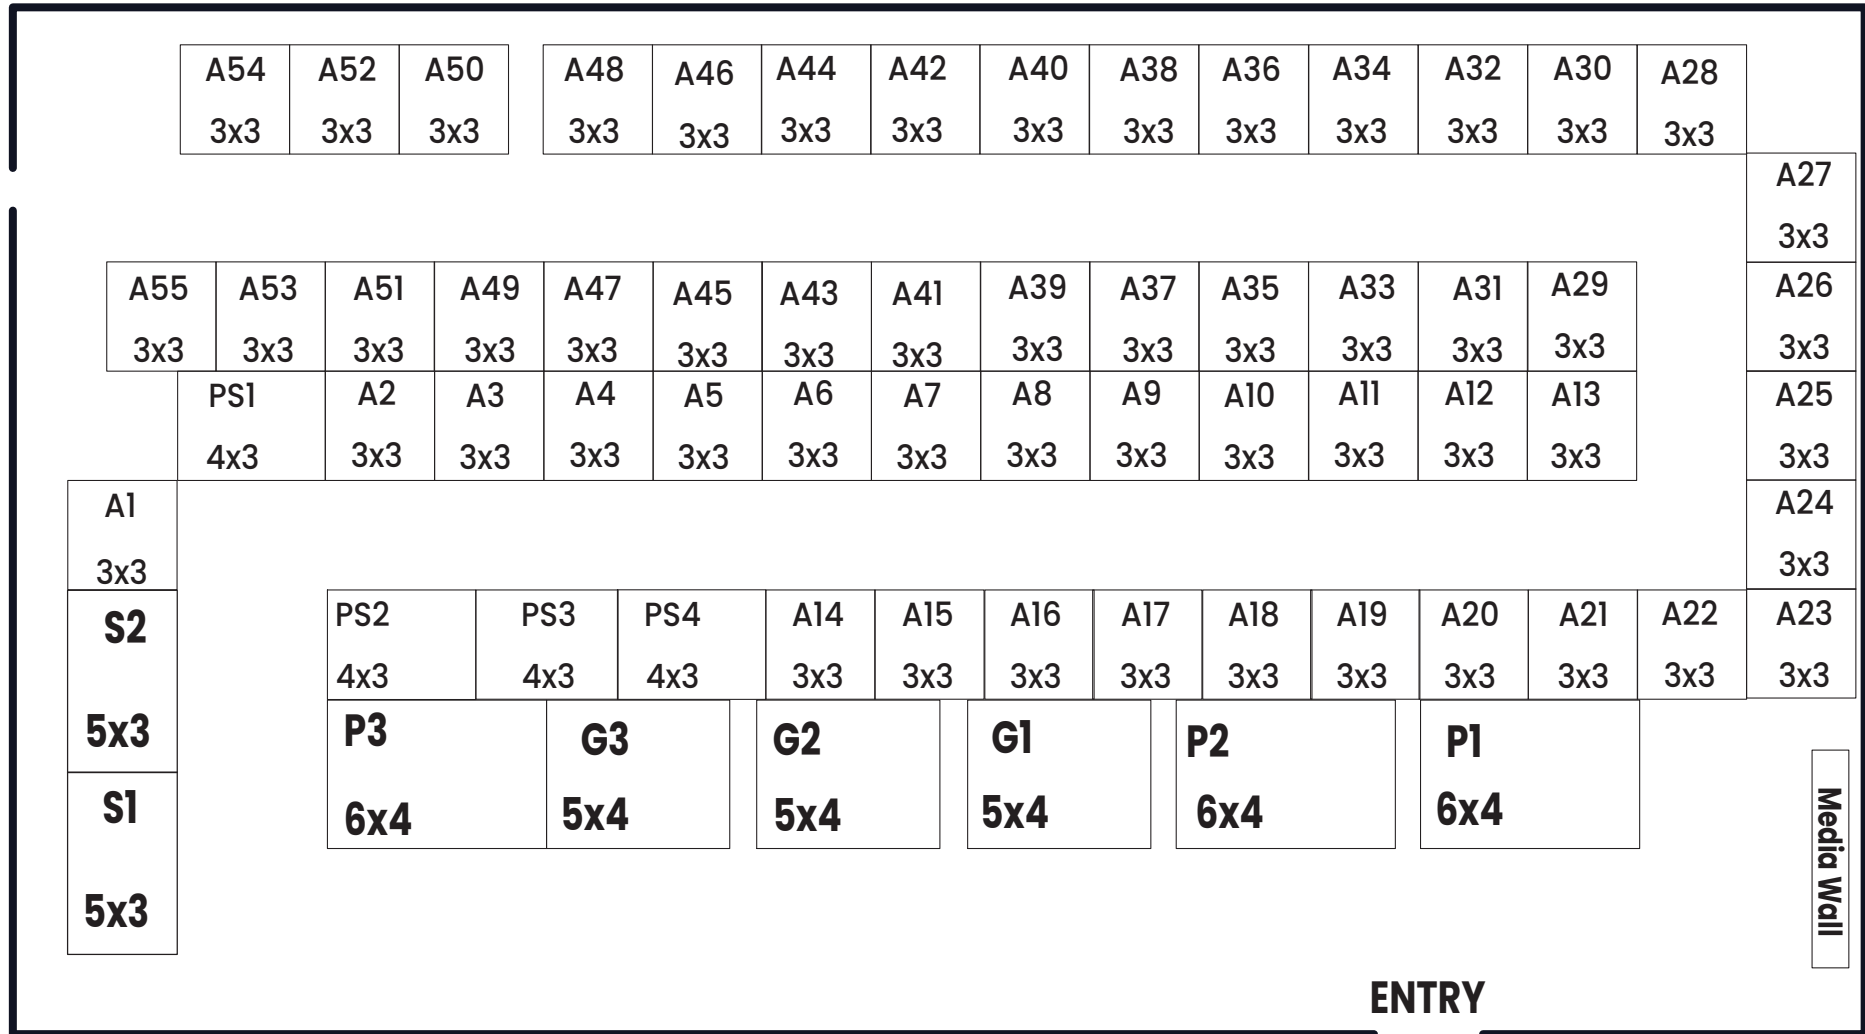 A54 A52 A50 A48 A46 A44 A42 A40 A38 A36 A34 A32 A30 A28
3x3 3x3 3x3 3x3 3x3 3x3 3x3 3x3 3x3 3x3 3x3 3x3 3x3 3x3
A27
3x3
A55 A53 A51 A49 A47 A45 A43 A41 A39 A37 A35 A33 A31 A29 A26
3x3 3x3 3x3 3x3 3x3 3x3 3x3 3x3 3x3 3x3 3x3 3x3 3x3 3x3 3x3
PS1 A2 A3 A4 A5 A6 A7 A8 A9 A10 A11 A12 A13 A25
4x3 3x3 3x3 3x3 3x3 3x3 3x3 3x3 3x3 3x3 3x3 3x3 3x3 3x3
A1 A24
3x3 3x3
S2 PS2 PS3 PS4 A14 A15 A16 A17 A18 A19 A20 A21 A22 A23
4x3 4x3 4x3 3x3 3x3 3x3 3x3 3x3 3x3 3x3 3x3 3x3 3x3
5x3 P3 G3 G2 G1 P2 P1
S1 6x4 5x4 5x4 5x4 6x4 6x4
5x3
Media Wall
ENTRY